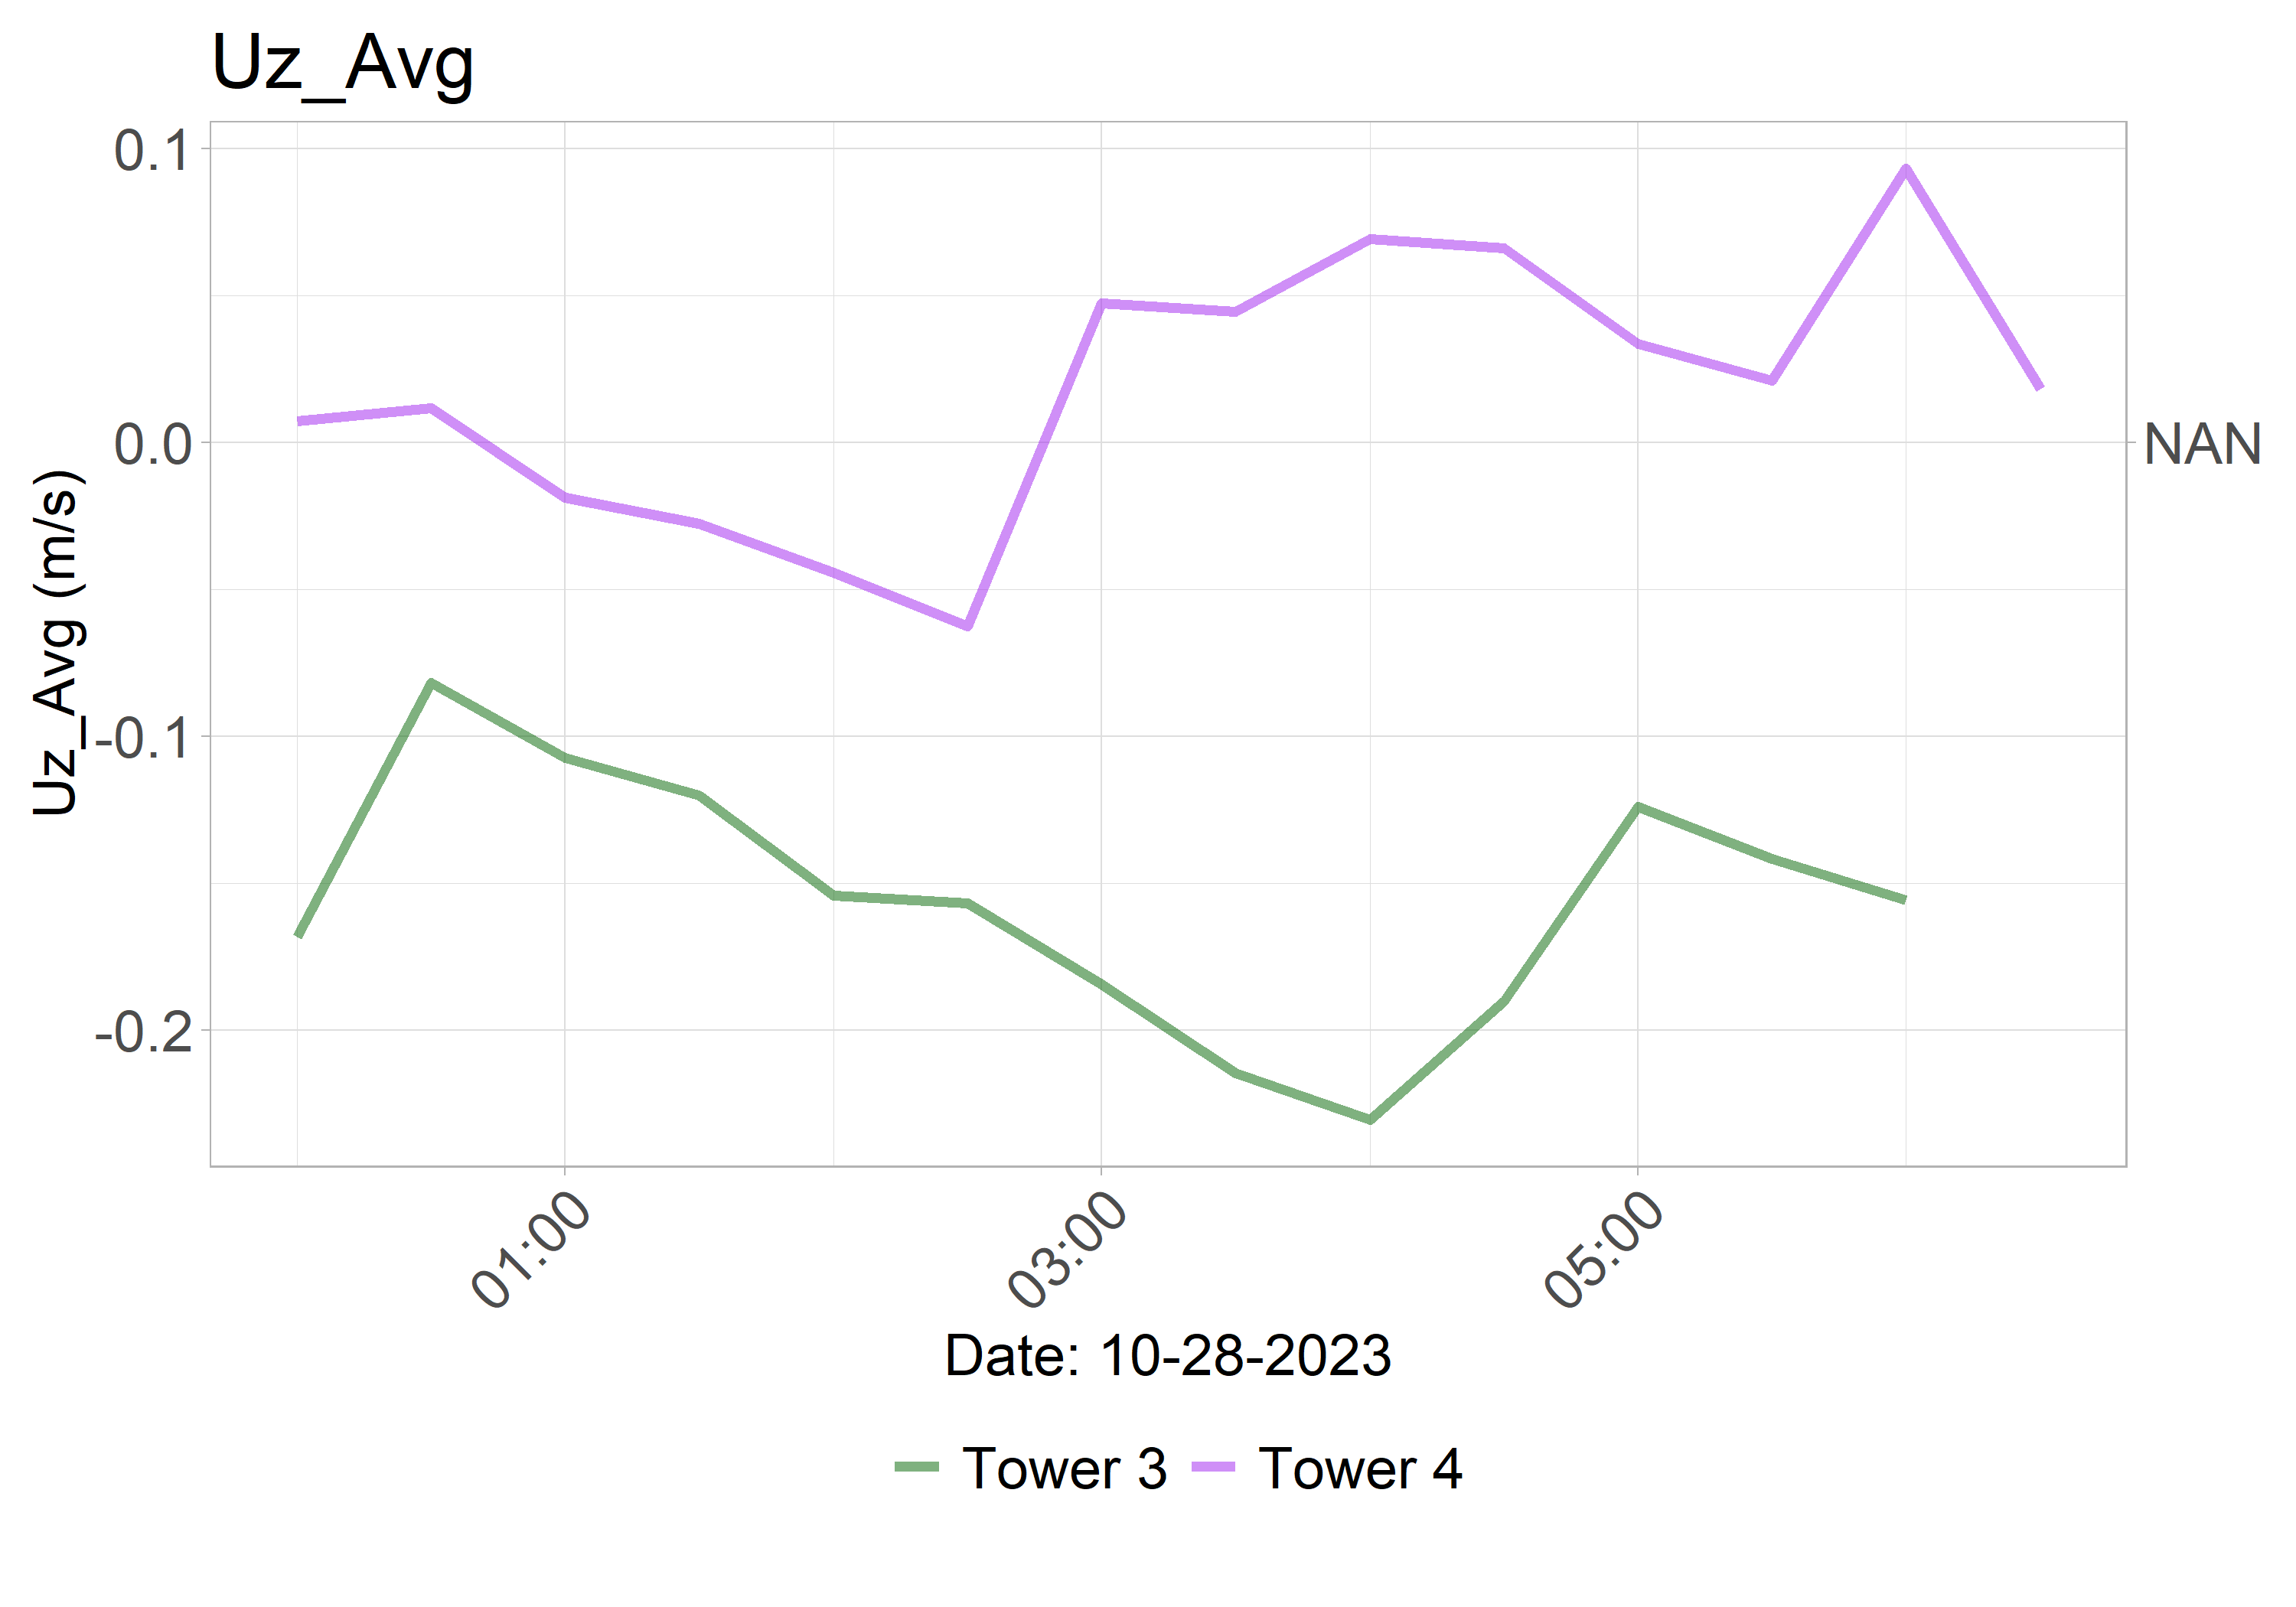 Uz_Avg
0.1
0.0
-0.1
-0.2
Uz_Avg (m/s)
NAN
01:00
03:00
05:00
Date: 10-28-2023
Tower 3
Tower 4